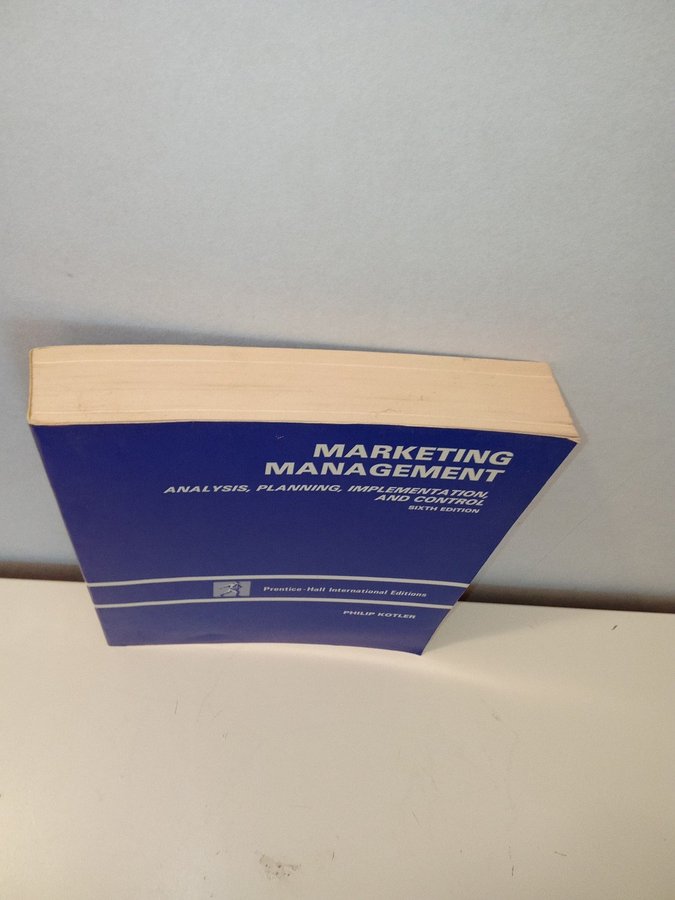 MARKETING
MANAGEMENT
ANALYSIS, PLANNING, IMPLEMENTATION,
AND CONTROL
SIXTH EDITION
Prentice-Hall International Editions
PHILIP KOTLER